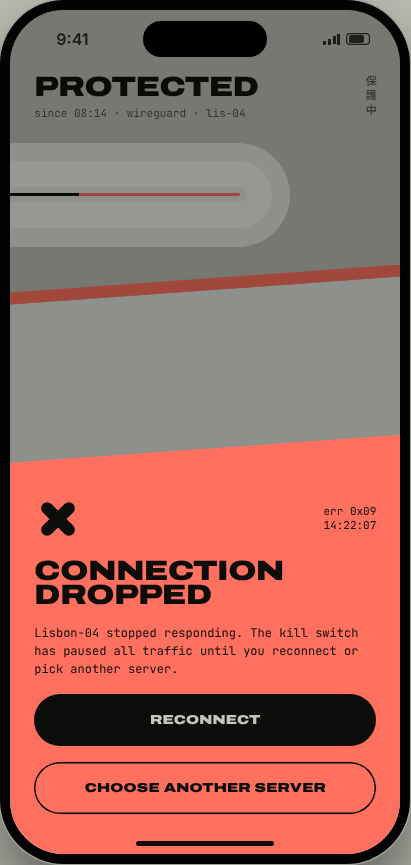 9:41
PROTECTED
保護中
since 08:14 · wireguard · lis-04
err 0x09
14:22:07
CONNECTION
DROPPED
Lisbon-04 stopped responding. The kill switch
has paused all traffic until you reconnect or
pick another server.
RECONNECT
CHOOSE ANOTHER SERVER